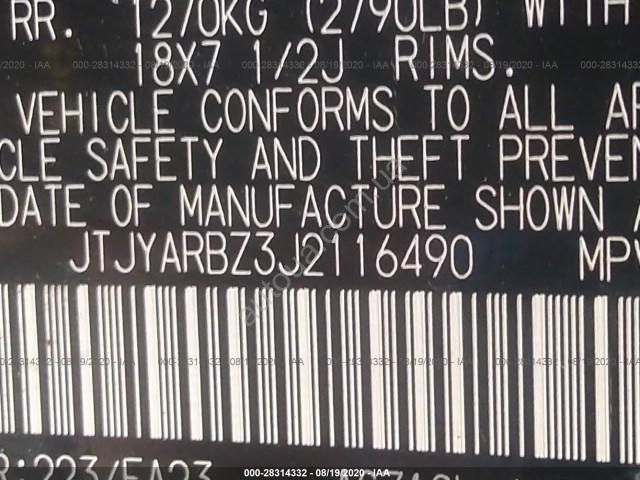 RR. 1270KG (2790LB) WITH
18X7 1/2J RIMS.
VEHICLE CONFORMS TO ALL
CLE SAFETY AND THEFT PREVEN
DATE OF MANUFACTURE SHOWN A
JTJYARBZ3J2116490 MPV
000-28314332 - 08/19/2020 - IAA